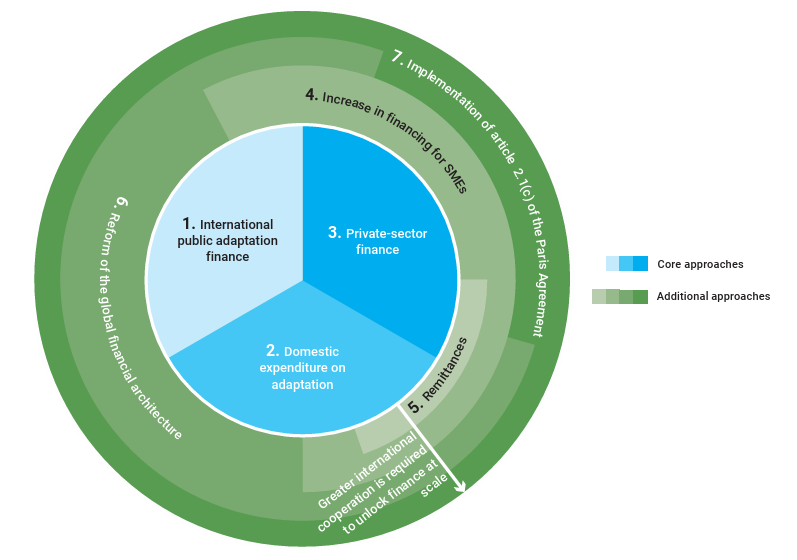 7. Implementation of article 2.1(c) of the Paris Agreement
4. Increase in financing for SMEs
6. Reform of the global financial architecture
1. International
public adaptation
finance
3. Private-sector
finance
2. Domestic
expenditure on
adaptation
5. Remittances
Greater international
cooperation is required
to unlock finance at
scale
Core approaches
Additional approaches